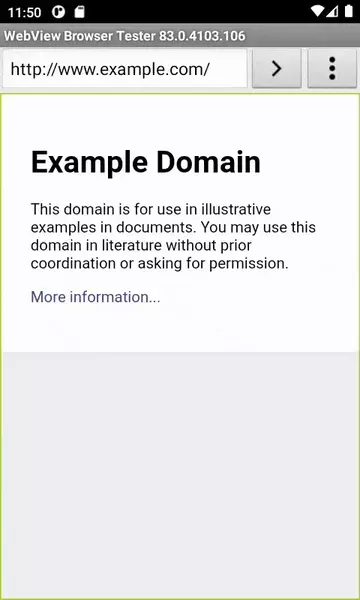 11:50
WebView Browser Tester 83.0.4103.106
http://www.example.com/
Example Domain
This domain is for use in illustrative
examples in documents. You may use this
domain in literature without prior
coordination or asking for permission.
More information...